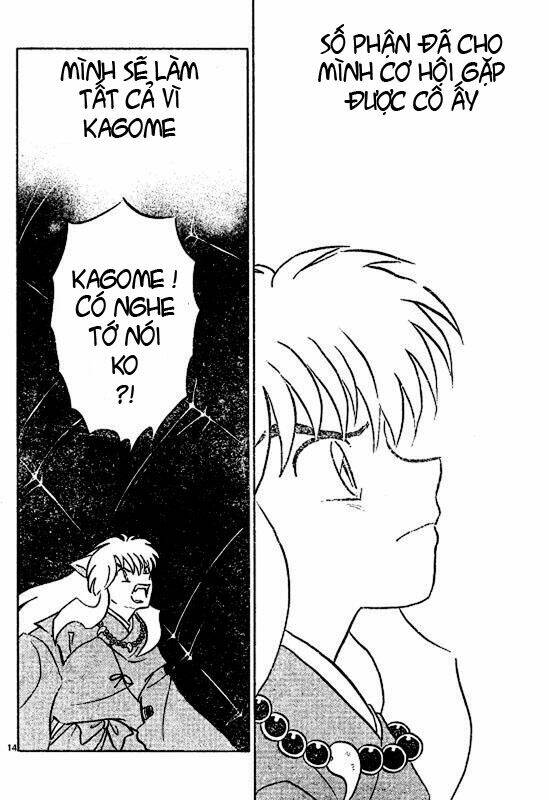 SỐ PHẬN ĐÃ CHO
MÌNH CƠ HỘI GẶP
ĐƯỢC CÔ ẤY
MÌNH SẼ LÀM
TẤT CẢ VÌ
KAGOME
KAGOME !
CÓ NGHE
TỚ NÓI
KO
?!
14